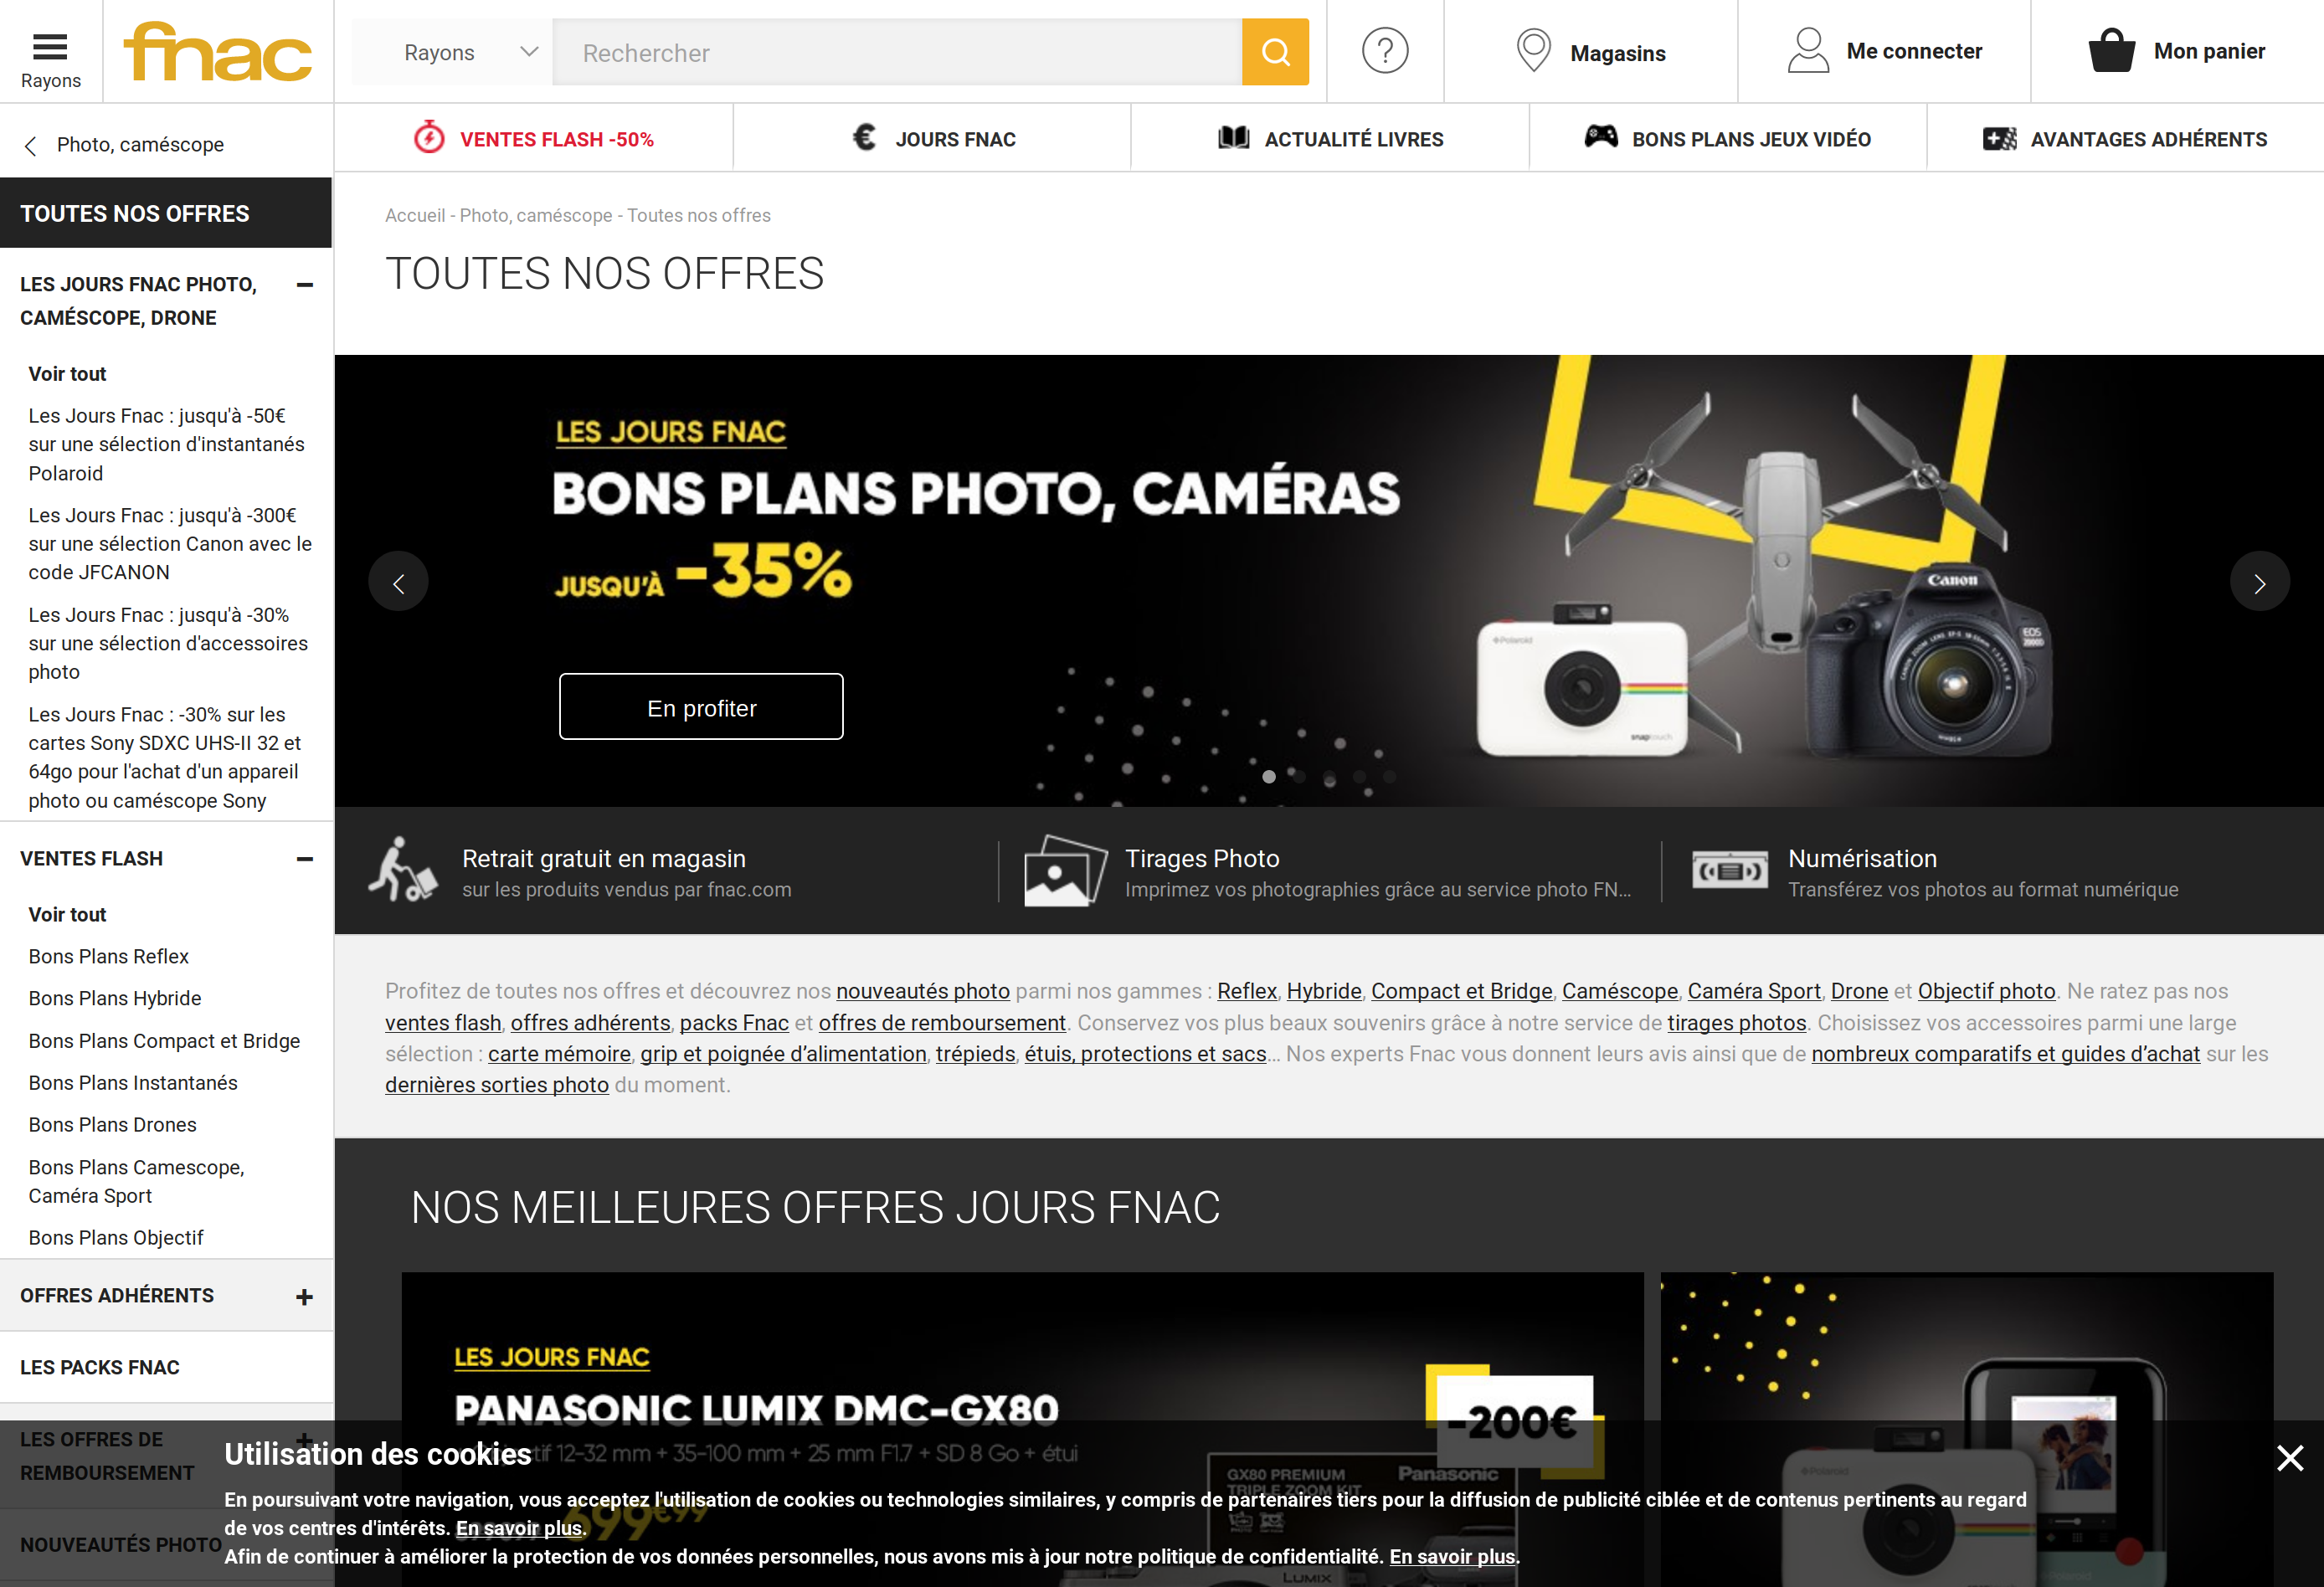 Rayons
fnac
Rayons
Rechercher
?
Magasins
Me connecter
Mon panier
Photo, caméscope
VENTES FLASH -50%
€ JOURS FNAC
ACTUALITÉ LIVRES
BONS PLANS JEUX VIDÉO
AVANTAGES ADHÉRENTS
TOUTES NOS OFFRES
LES JOURS FNAC PHOTO,
CAMÉSCOPE, DRONE
Voir tout
Les Jours Fnac : jusqu'à -50€
sur une sélection d'instantanés
Polaroid
Les Jours Fnac : jusqu'à -300€
sur une sélection Canon avec le
code JFCANON
Les Jours Fnac : jusqu'à -30%
sur une sélection d'accessoires
photo
Les Jours Fnac : -30% sur les
cartes Sony SDXC UHS-II 32 et
64go pour l'achat d'un appareil
photo ou caméscope Sony
VENTES FLASH
Voir tout
Bons Plans Reflex
Bons Plans Hybride
Bons Plans Compact et Bridge
Bons Plans Instantanés
Bons Plans Drones
Bons Plans Camescope,
Caméra Sport
Bons Plans Objectif
OFFRES ADHÉRENTS
LES PACKS FNAC
LES OFFRES DE
REMBOURSEMENT
NOUVEAUTÉS PHOTO
Accueil - Photo, caméscope - Toutes nos offres
TOUTES NOS OFFRES
LES JOURS FNAC
BONS PLANS PHOTO, CAMÉRAS
JUSQU'À -35%
En profiter
Polaroid
snaptouch
Canon
EOS
2000D
Retrait gratuit en magasin
sur les produits vendus par fnac.com
Tirages Photo
Imprimez vos photographies grâce au service photo FN...
Numérisation
Transférez vos photos au format numérique
Profitez de toutes nos offres et découvrez nos nouveautés photo parmi nos gammes : Reflex, Hybride, Compact et Bridge, Caméscope, Caméra Sport, Drone et Objectif photo. Ne ratez pas nos
ventes flash, offres adhérents, packs Fnac et offres de remboursement. Conservez vos plus beaux souvenirs grâce à notre service de tirages photos. Choisissez vos accessoires parmi une large
sélection : carte mémoire, grip et poignée d’alimentation, trépieds, étuis, protections et sacs... Nos experts Fnac vous donnent leurs avis ainsi que de nombreux comparatifs et guides d’achat sur les
dernières sorties photo du moment.
NOS MEILLEURES OFFRES JOURS FNAC
LES JOURS FNAC
PANASONIC LUMIX DMC-GX80
12-32 mm + 35-100 mm + 25 mm F1.7 + SD 8 Go + étui
699€99
-200€
GX80 PREMIUM
TRIPLE ZOOM KIT
Panasonic
LUMIX
Polaroid
Utilisation des cookies
En poursuivant votre navigation, vous acceptez l'utilisation de cookies ou technologies similaires, y compris de partenaires tiers pour la diffusion de publicité ciblée et de contenus pertinents au regard
de vos centres d'intérêts. En savoir plus.
Afin de continuer à améliorer la protection de vos données personnelles, nous avons mis à jour notre politique de confidentialité. En savoir plus.